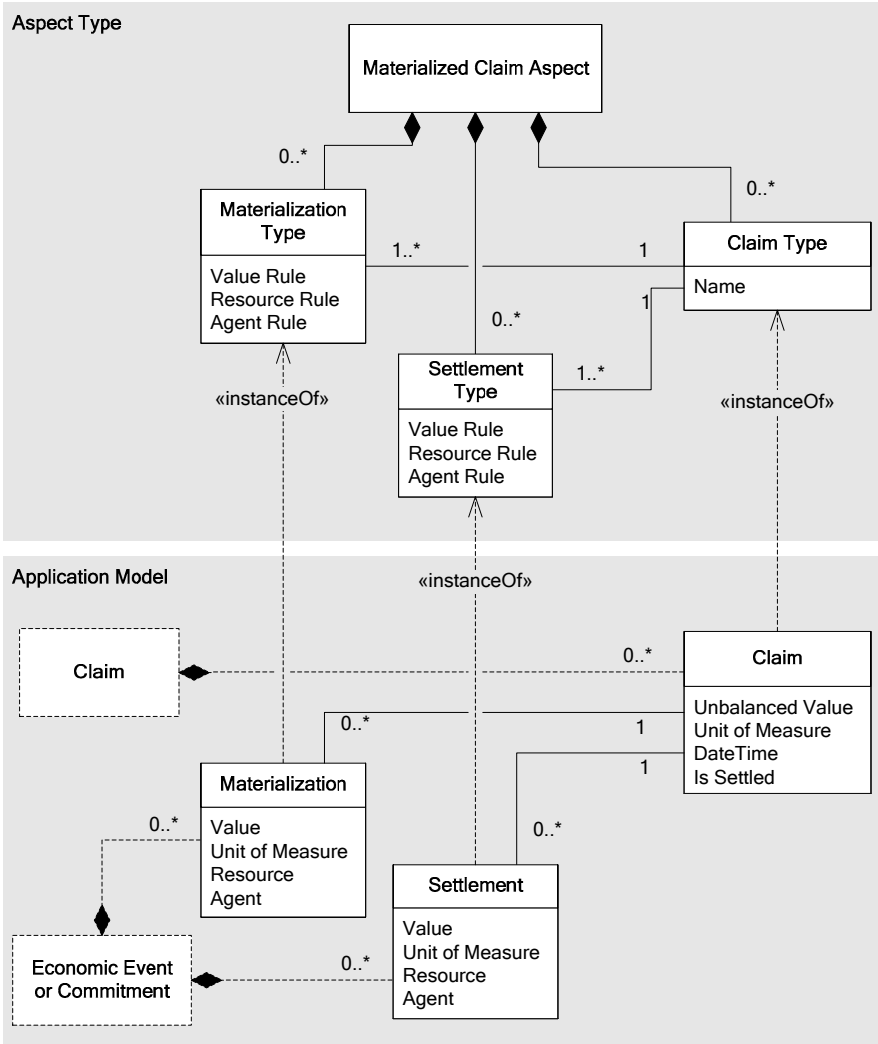 Aspect Type
Materialized Claim Aspect
0..*
0..*
Materialization
Type
Value Rule
Resource Rule
Agent Rule
1..*
1
Claim Type
Name
1
0..*
Settlement
Type
Value Rule
Resource Rule
Agent Rule
1..*
«instanceOf»
«instanceOf»
Application Model
«instanceOf»
Claim
0..*
Claim
Unbalanced Value
Unit of Measure
DateTime
Is Settled
0..*
1
1
Materialization
Value
Unit of Measure
Resource
Agent
0..*
0..*
Settlement
Value
Unit of Measure
Resource
Agent
Economic Event
or Commitment
0..*